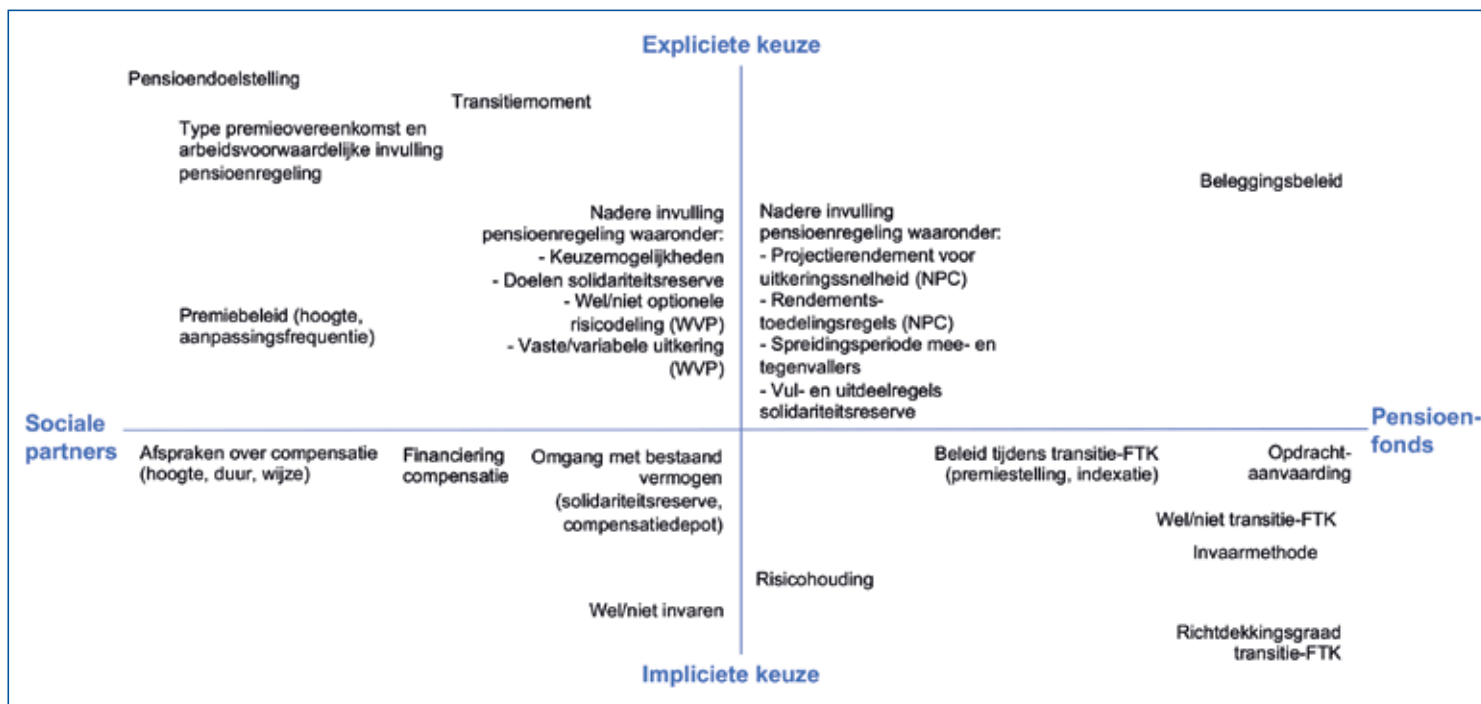 Expliciete keuze
Pensioendoelstelling
Transitiemoment
Type premieovereenkomst en
arbeidsvoorwaardelijke invulling
pensioenregeling
Beleggingsbeleid
Nadere invulling
pensioenregeling waaronder:
- Keuzemogelijkheden
- Doelen solidariteitsreserve
- Wel/niet optionele
risicodeling (WVP)
- Vaste/variabele uitkering
(WVP)
Nadere invulling
pensioenregeling waaronder:
- Projectierendement voor
uitkeringssnelheid (NPC)
- Rendements-
toedelingsregels (NPC)
- Spreidingsperiode mee- en
tegenvallers
- Vul- en uitdeelregels
solidariteitsreserve
Premiebeleid (hoogte,
aanpassingsfrequentie)
Sociale
partners
Pensioen-
fonds
Afspraken over compensatie
(hoogte, duur, wijze)
Financiering
compensatie
Omgang met bestaand
vermogen
(solidariteitsreserve,
compensatiedepot)
Beleid tijdens transitie-FTK
(premiestelling, indexatie)
Opdracht-
aanvaarding
Wel/niet transitie-FTK
Invaarmethode
Risicohouding
Wel/niet invaren
Richtdekkingsgraad
transitie-FTK
Impliciete keuze